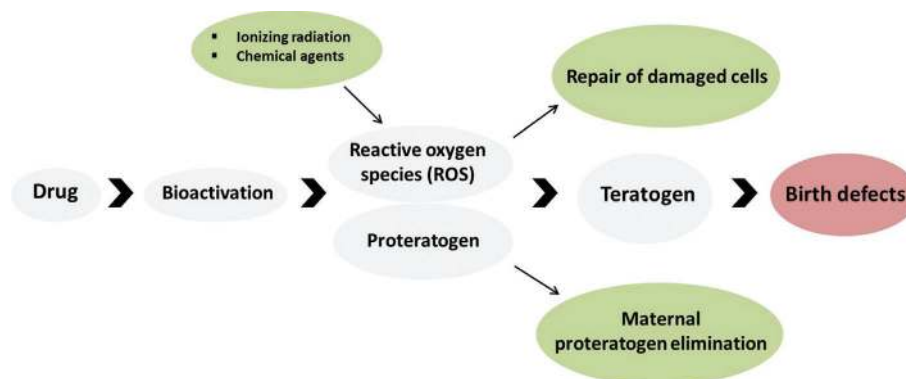 ▪ Ionizing radiation
▪ Chemical agents
Repair of damaged cells
Reactive oxygen
species (ROS)
Drug
Bioactivation
Teratogen
Birth defects
Proteratogen
Maternal
proteratogen elimination